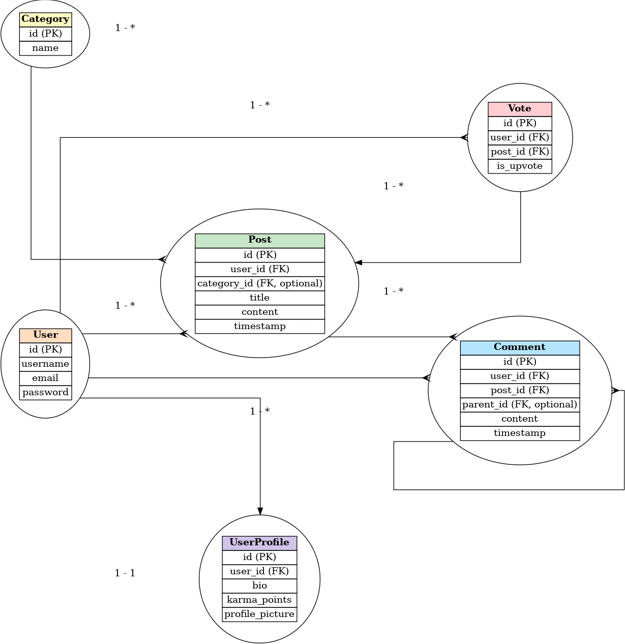 Category
id (PK)
name
1 - *
1 - *
Vote
id (PK)
user_id (FK)
post_id (FK)
is_upvote
1 - *
Post
id (PK)
user_id (FK)
category_id (FK, optional)
title
content
timestamp
1 - *
1 - *
User
id (PK)
username
email
password
Comment
id (PK)
user_id (FK)
post_id (FK)
parent_id (FK, optional)
content
timestamp
1 - *
UserProfile
id (PK)
user_id (FK)
bio
karma_points
profile_picture
1 - 1